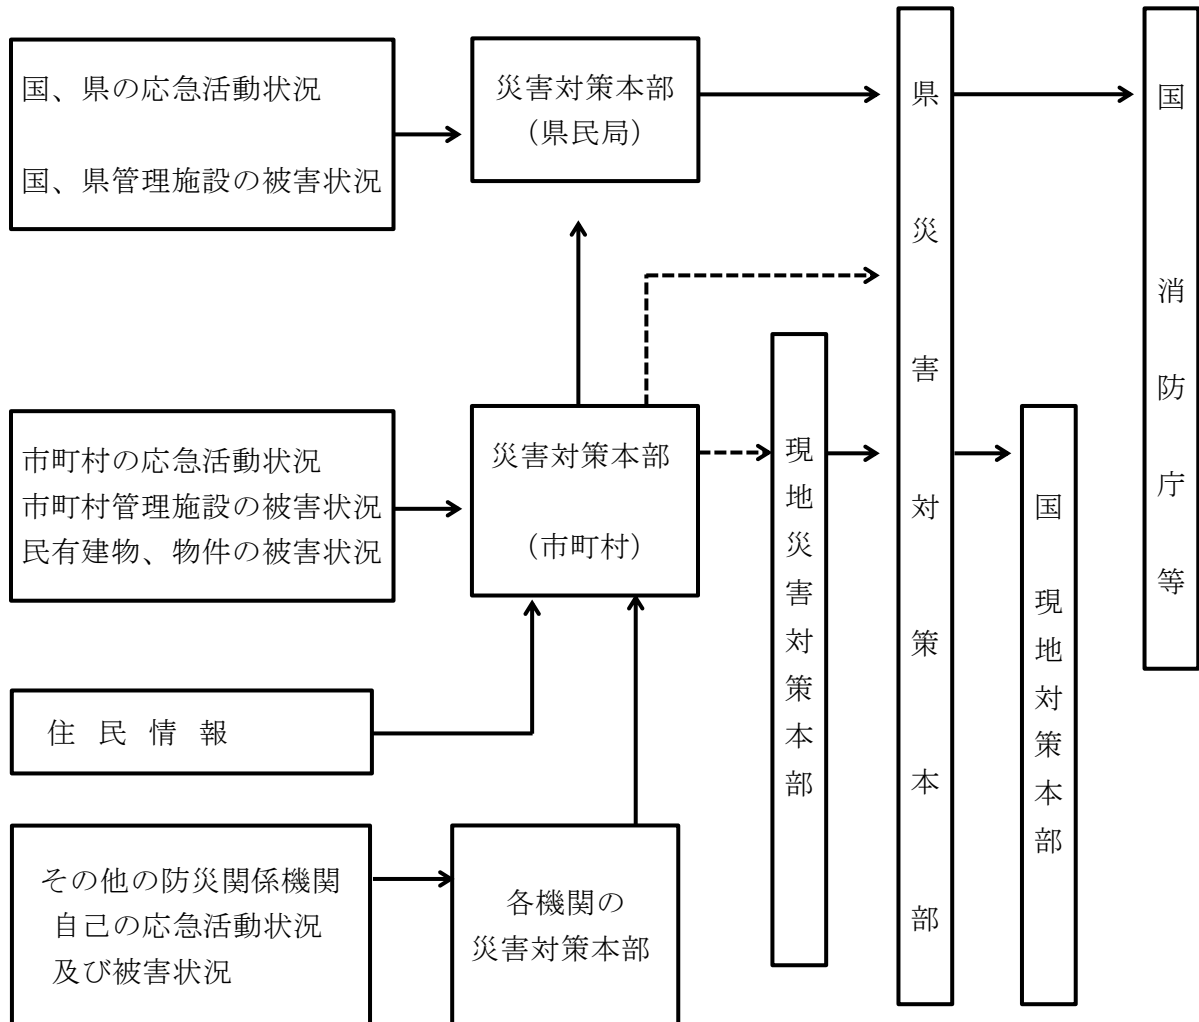 国、県の応急活動状況
国、県管理施設の被害状況
災害対策本部
（県民局）
県災害対策本部
国 消防庁等
市町村の応急活動状況
市町村管理施設の被害状況
民有建物、物件の被害状況
災害対策本部
（市町村）
現地災害対策本部
国 現地対策本部
住民情報
その他の防災関係機関
自己の応急活動状況
及び被害状況
各機関の
災害対策本部